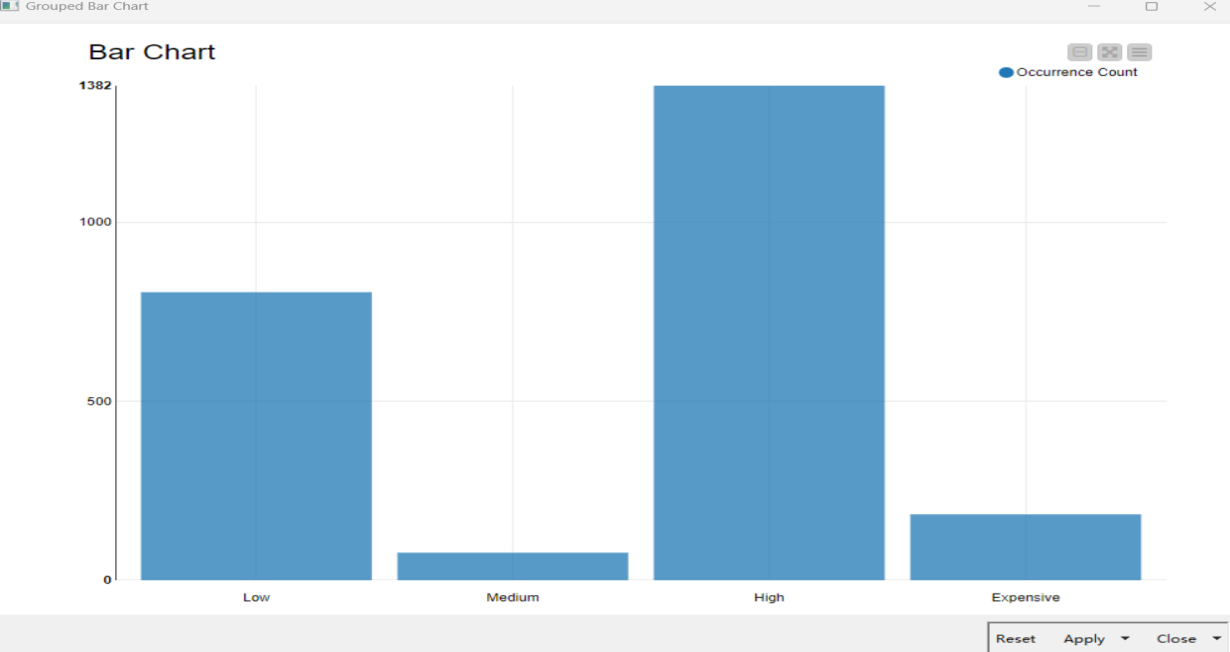 Grouped Bar Chart
Bar Chart
Occurrence Count
1382
1000
500
0
Low Medium High Expensive
Reset Apply Close